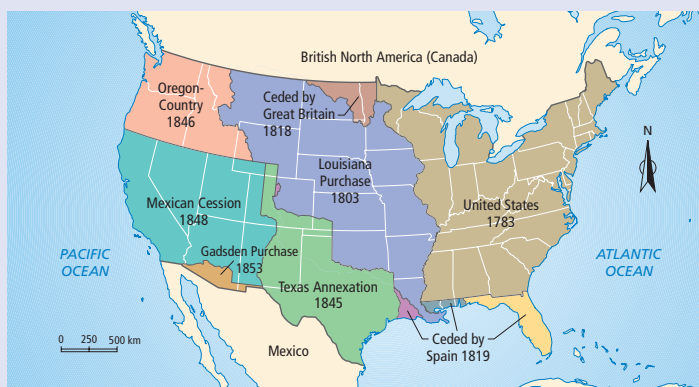 British North America (Canada)
Oregon-
Country
1846
Ceded by
Great Britain
1818
Louisiana
Purchase
1803
N
Mexican Cession
1848
United States
1783
PACIFIC
OCEAN
Gadsden Purchase
1853
ATLANTIC
OCEAN
Texas Annexation
1845
0 250 500 km
Mexico
Ceded by
Spain 1819